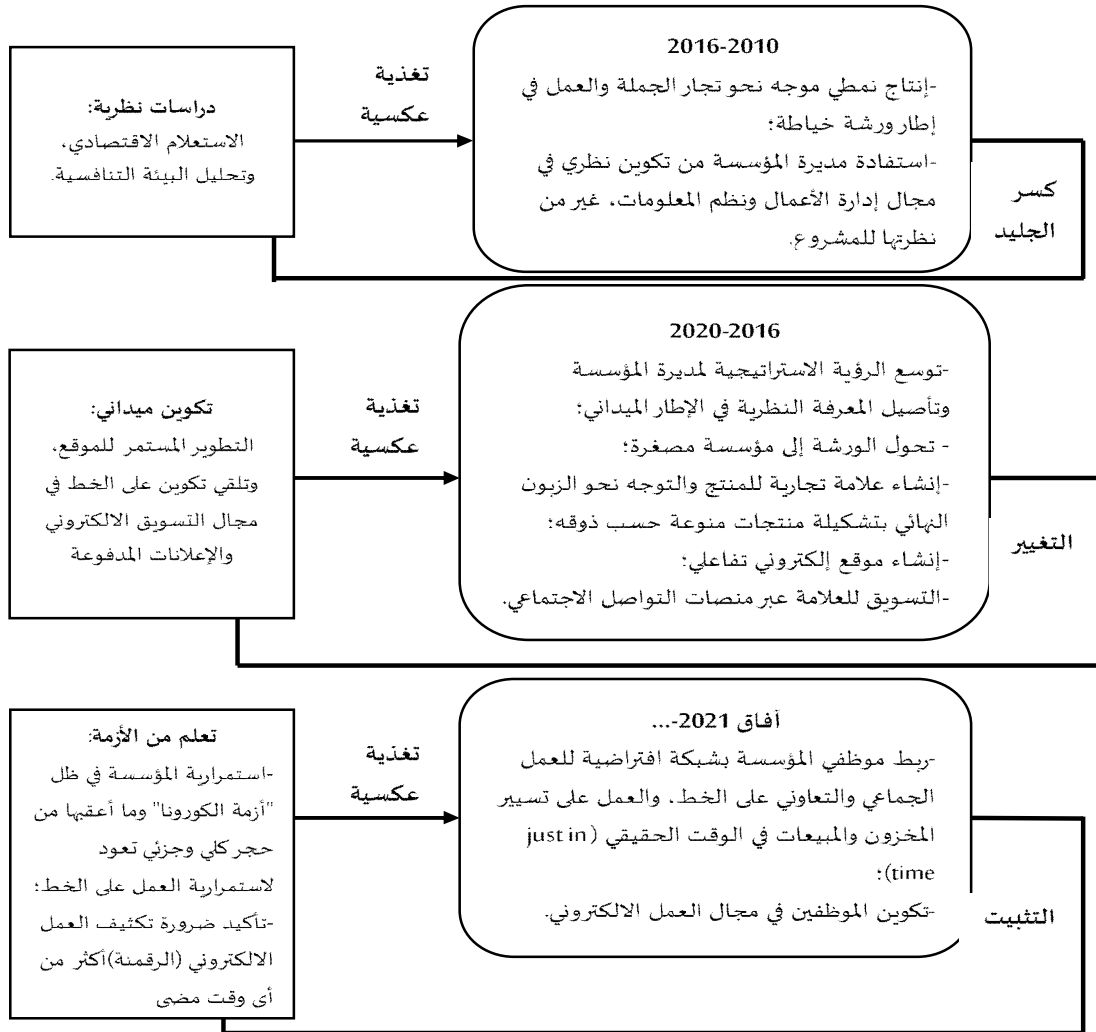 2016-2010
-إنتاج نمطي موجه نحو تجار الجملة والعمل في
إطار ورشة خياطة؛
-استفادة مديرة المؤسسة من تكوين نظري في
مجال إدارة الأعمال ونظم المعلومات، غير من
نظرتها للمشروع.
تغذية
عكسية
دراسات نظرية:
الاستعلام الاقتصادي،
وتحليل البيئة التنافسية.
كسر
الجليد
2020-2016
-توسع الرؤية الاستراتيجية لمديرة المؤسسة
وتأصيل المعرفة النظرية في الإطار الميداني؛
- تحول الورشة إلى مؤسسة مصغرة؛
-إنشاء علامة تجارية للمنتج والتوجه نحو الزبون
النهائي بتشكيلة منتجات منوعة حسب ذوقه؛
-إنشاء موقع إلكتروني تفاعلي؛
-التسويق للعلامة عبر منصات التواصل الاجتماعي.
تغذية
عكسية
تكوين ميداني:
التطوير المستمر للموقع،
وتلقي تكوين على الخط في
مجال التسويق الالكتروني
والإعلانات المدفوعة
التغيير
آفاق 2021-...
-ربط موظفي المؤسسة بشبكة افتراضية للعمل
الجماعي والتعاوني على الخط، والعمل على تسيير
المخزون والمبيعات في الوقت الحقيقي (just in
time)؛
-تكوين الموظفين في مجال العمل الالكتروني.
تغذية
عكسية
تعلم من الأزمة:
-استمرارية المؤسسة في ظل
"أزمة الكورونا" وما أعقبها من
حجر كلي وجزئي تعود
لاستمرارية العمل على الخط؛
-تأكيد ضرورة تكثيف العمل
الالكتروني (الرقمنة)أكثر من
أي وقت مضى
التثبيت